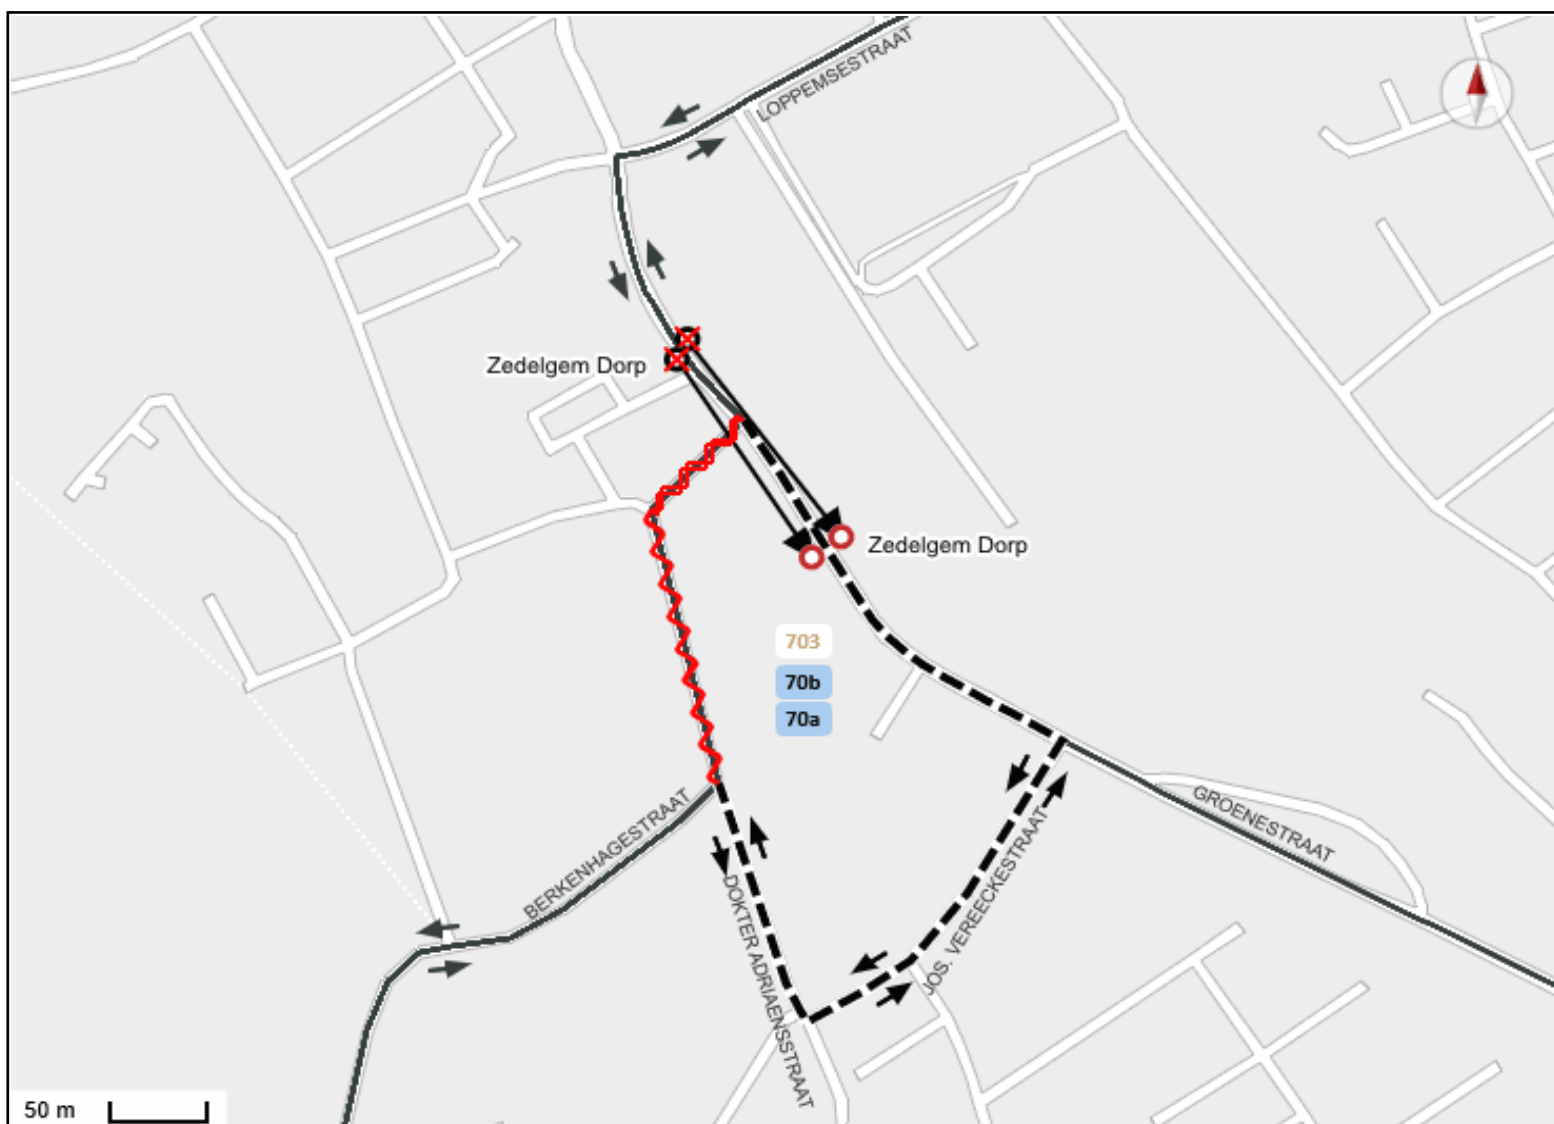 LOPPEMSESTRAAT
Zedelgem Dorp
Zedelgem Dorp
703
70b
70a
GROENESTRAAT
BERKENHAGESTRAAT
JOS. VEREECKESTRAAT
DOKTER ADRIAENSSTRAAT
50 m